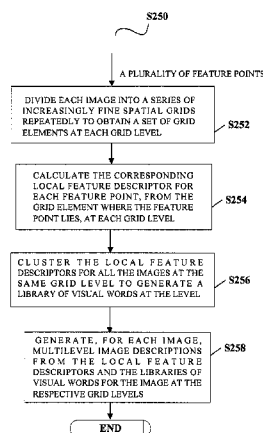 S250
A PLURALITY OF FEATURE POINTS
DIVIDE EACH IMAGE INTO A SERIES OF
INCREASINGLY FINE SPATIAL GRIDS
REPEATEDLY TO OBTAIN A SET OF GRID
ELEMENTS AT EACH GRID LEVEL
S252
CALCULATE THE CORRESPONDING
LOCAL FEATURE DESCRIPTOR FOR
EACH FEATURE POINT, FROM THE
GRID ELEMENT WHERE THE FEATURE
POINT LIES, AT EACH GRID LEVEL
S254
CLUSTER THE LOCAL FEATURE
DESCRIPTORS FOR ALL THE IMAGES AT THE
SAME GRID LEVEL TO GENERATE A
LIBRARY OF VISUAL WORDS AT THE LEVEL
S256
GENERATE, FOR EACH IMAGE,
MULTILEVEL IMAGE DESCRIPTIONS
FROM THE LOCAL FEATURE
DESCRIPTORS AND THE LIBRARIES OF
VISUAL WORDS FOR THE IMAGE AT THE
RESPECTIVE GRID LEVELS
S258
END